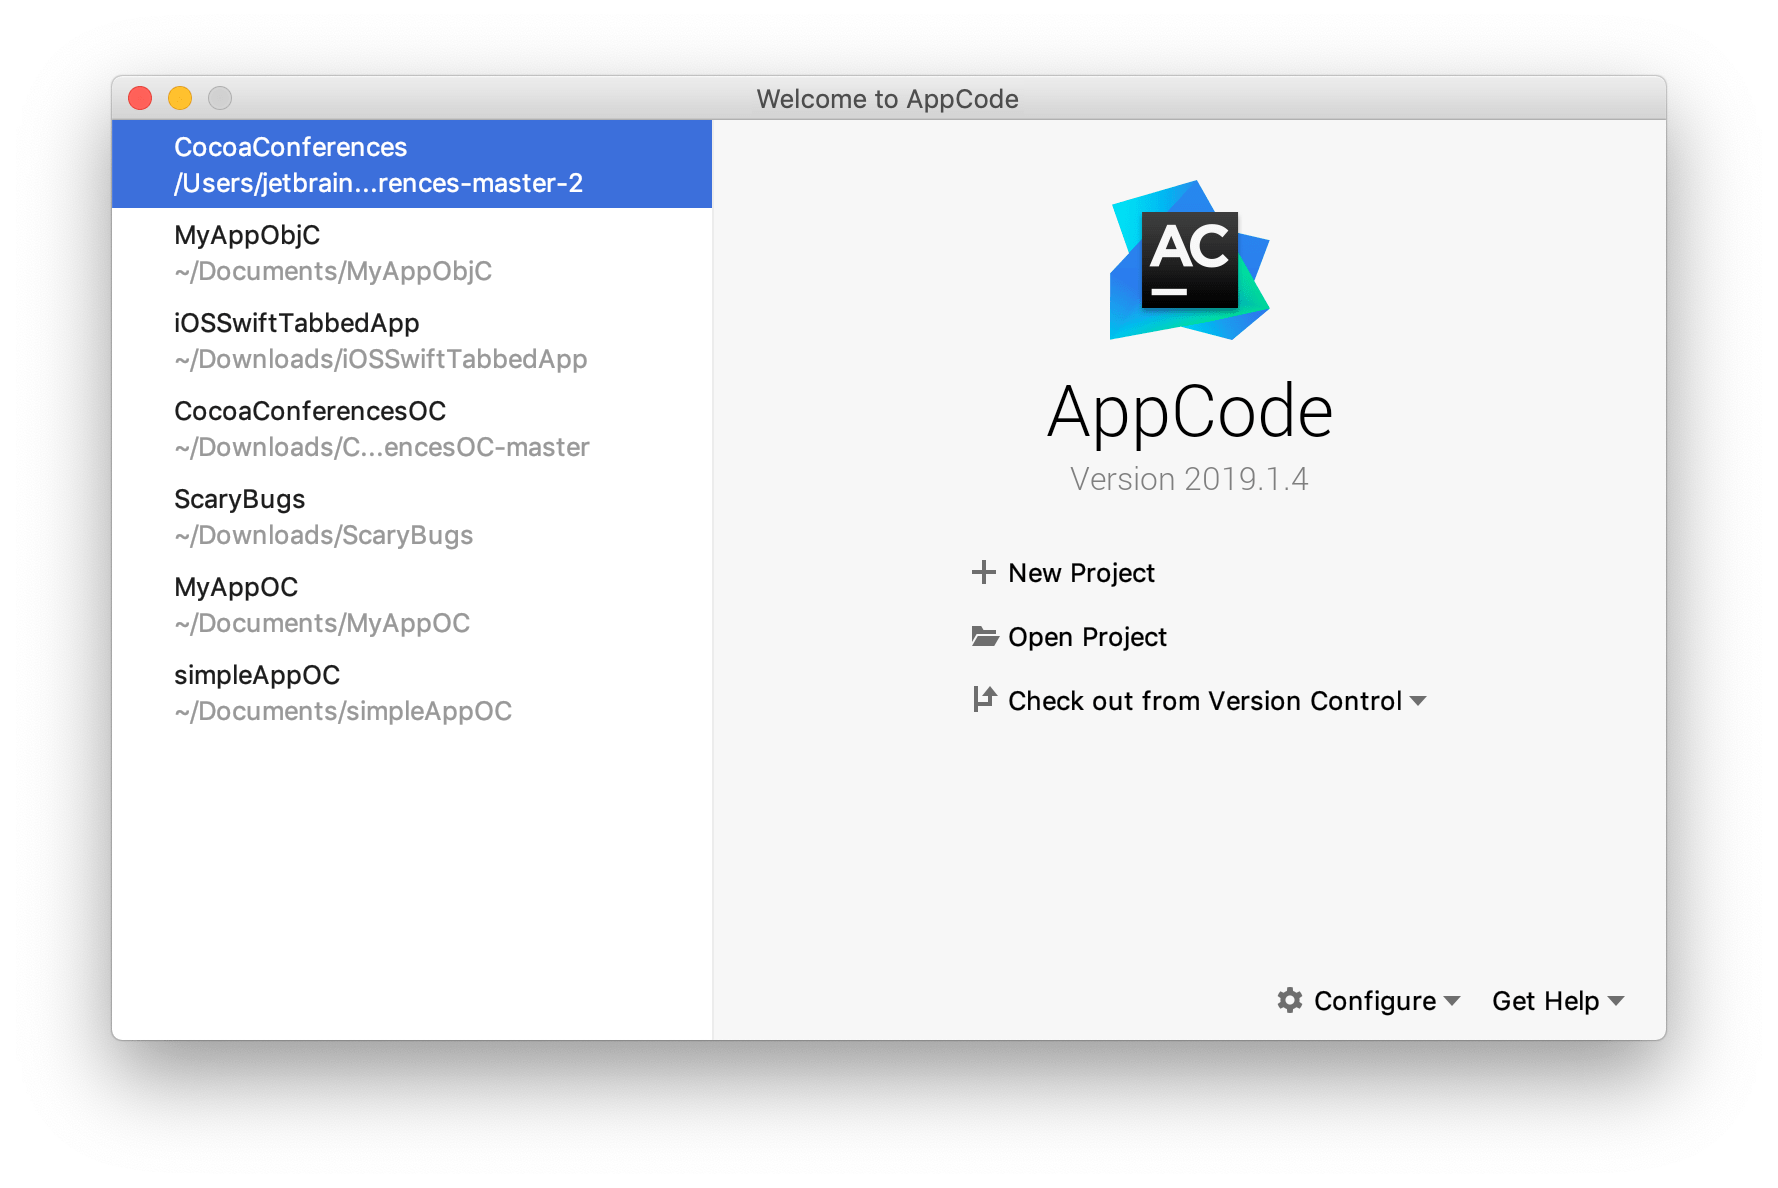 Welcome to AppCode
CocoaConferences
/Users/jetbrain...rences-master-2
MyAppObjC
~/Documents/MyAppObjC
iOSSwiftTabbedApp
~/Downloads/iOSSwiftTabbedApp
CocoaConferencesOC
~/Downloads/C...encesOC-master
ScaryBugs
~/Downloads/ScaryBugs
MyAppOC
~/Documents/MyAppOC
simpleAppOC
~/Documents/simpleAppOC
AC
AppCode
Version 2019.1.4
New Project
Open Project
Check out from Version Control
Configure
Get Help